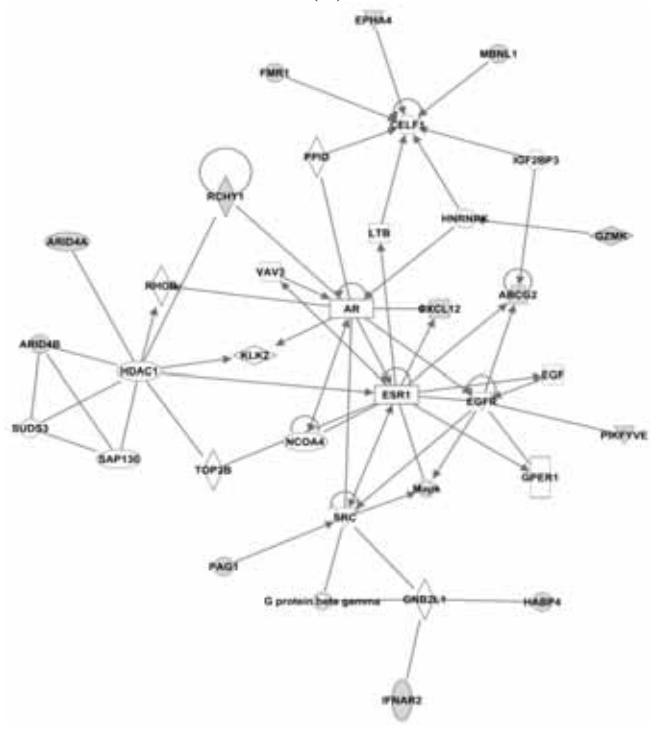 EPHA4
MBNL1
FMR1
CELF1
PPID
IGF2BP3
RCHY1
HNRNPK
LTB
GZMK
ARID4A
VAV3
RHOB
ABCG2
AR
CXCL12
ARID4B
KLK2
HDAC1
EGF
ESR1
EGFR
SUDS3
NCOA4
PIKFYVE
SAP130
TOP2B
GPER1
Mapk
SRC
PAG1
G protein beta gamma
GNB2L1
HABP4
IFNAR2